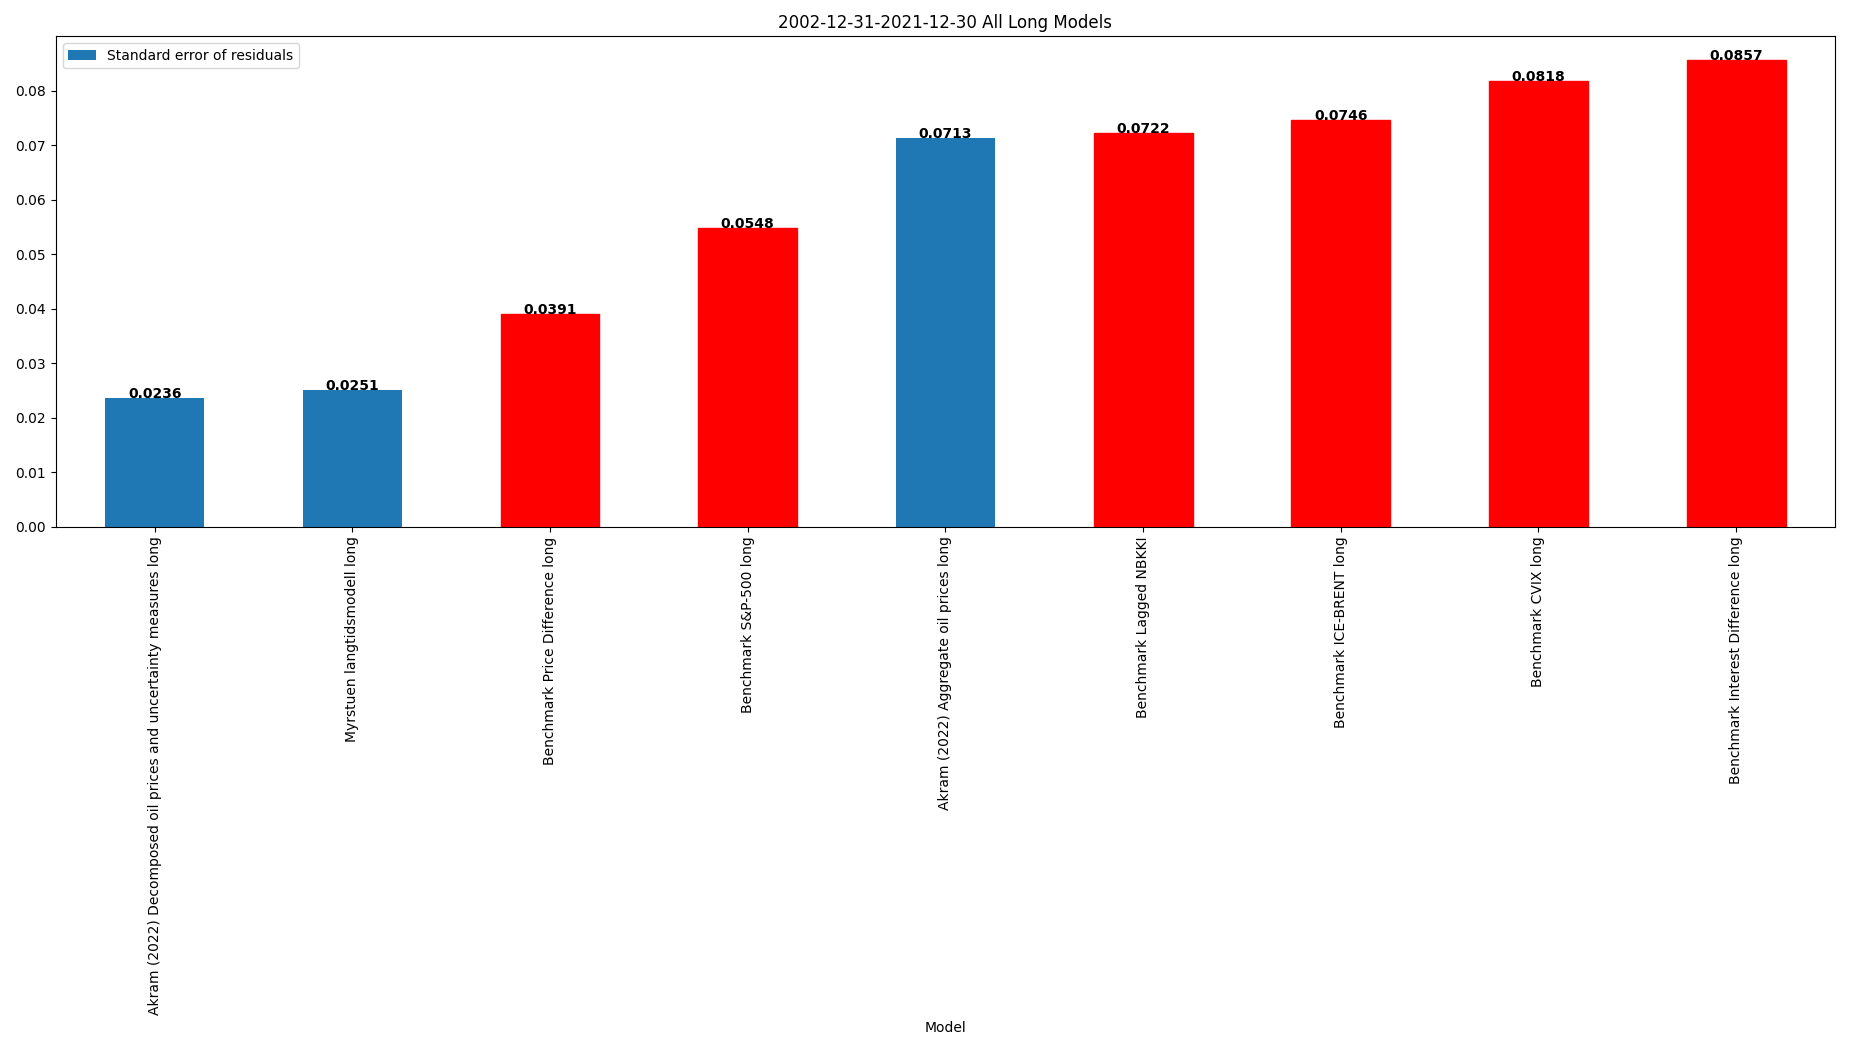 2002-12-31-2021-12-30 All Long Models
Standard error of residuals
0.08
0.07
0.06
0.05
0.04
0.03
0.02
0.01
0.00
0.0236
0.0251
0.0391
0.0548
0.0713
0.0722
0.0746
0.0818
0.0857
Akram (2022) Decomposed oil prices and uncertainty measures long
Myrstuen langtidsmodell long
Benchmark Price Difference long
Benchmark S&P-500 long
Akram (2022) Aggregate oil prices long
Benchmark Lagged NBKKI
Benchmark ICE-BRENT long
Benchmark CVIX long
Benchmark Interest Difference long
Model